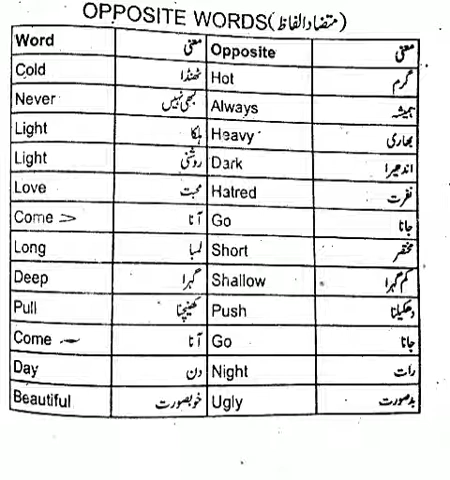 OPPOSITE WORDS(متضاد الفاظ)
Word معنی Opposite معنی
Cold ٹھنڈا Hot گرم
Never کبھی نہیں Always ہمیشہ
Light ہلکا Heavy بھاری
Light روشنی Dark اندھیرا
Love محبت Hatred نفرت
Come آنا Go جانا
Long لمبا Short مختصر
Deep گہرا Shallow کم گہرا
Pull کھینچنا Push دھکیلنا
Come آنا Go جانا
Day دن Night رات
Beautiful خوبصورت Ugly بدصورت